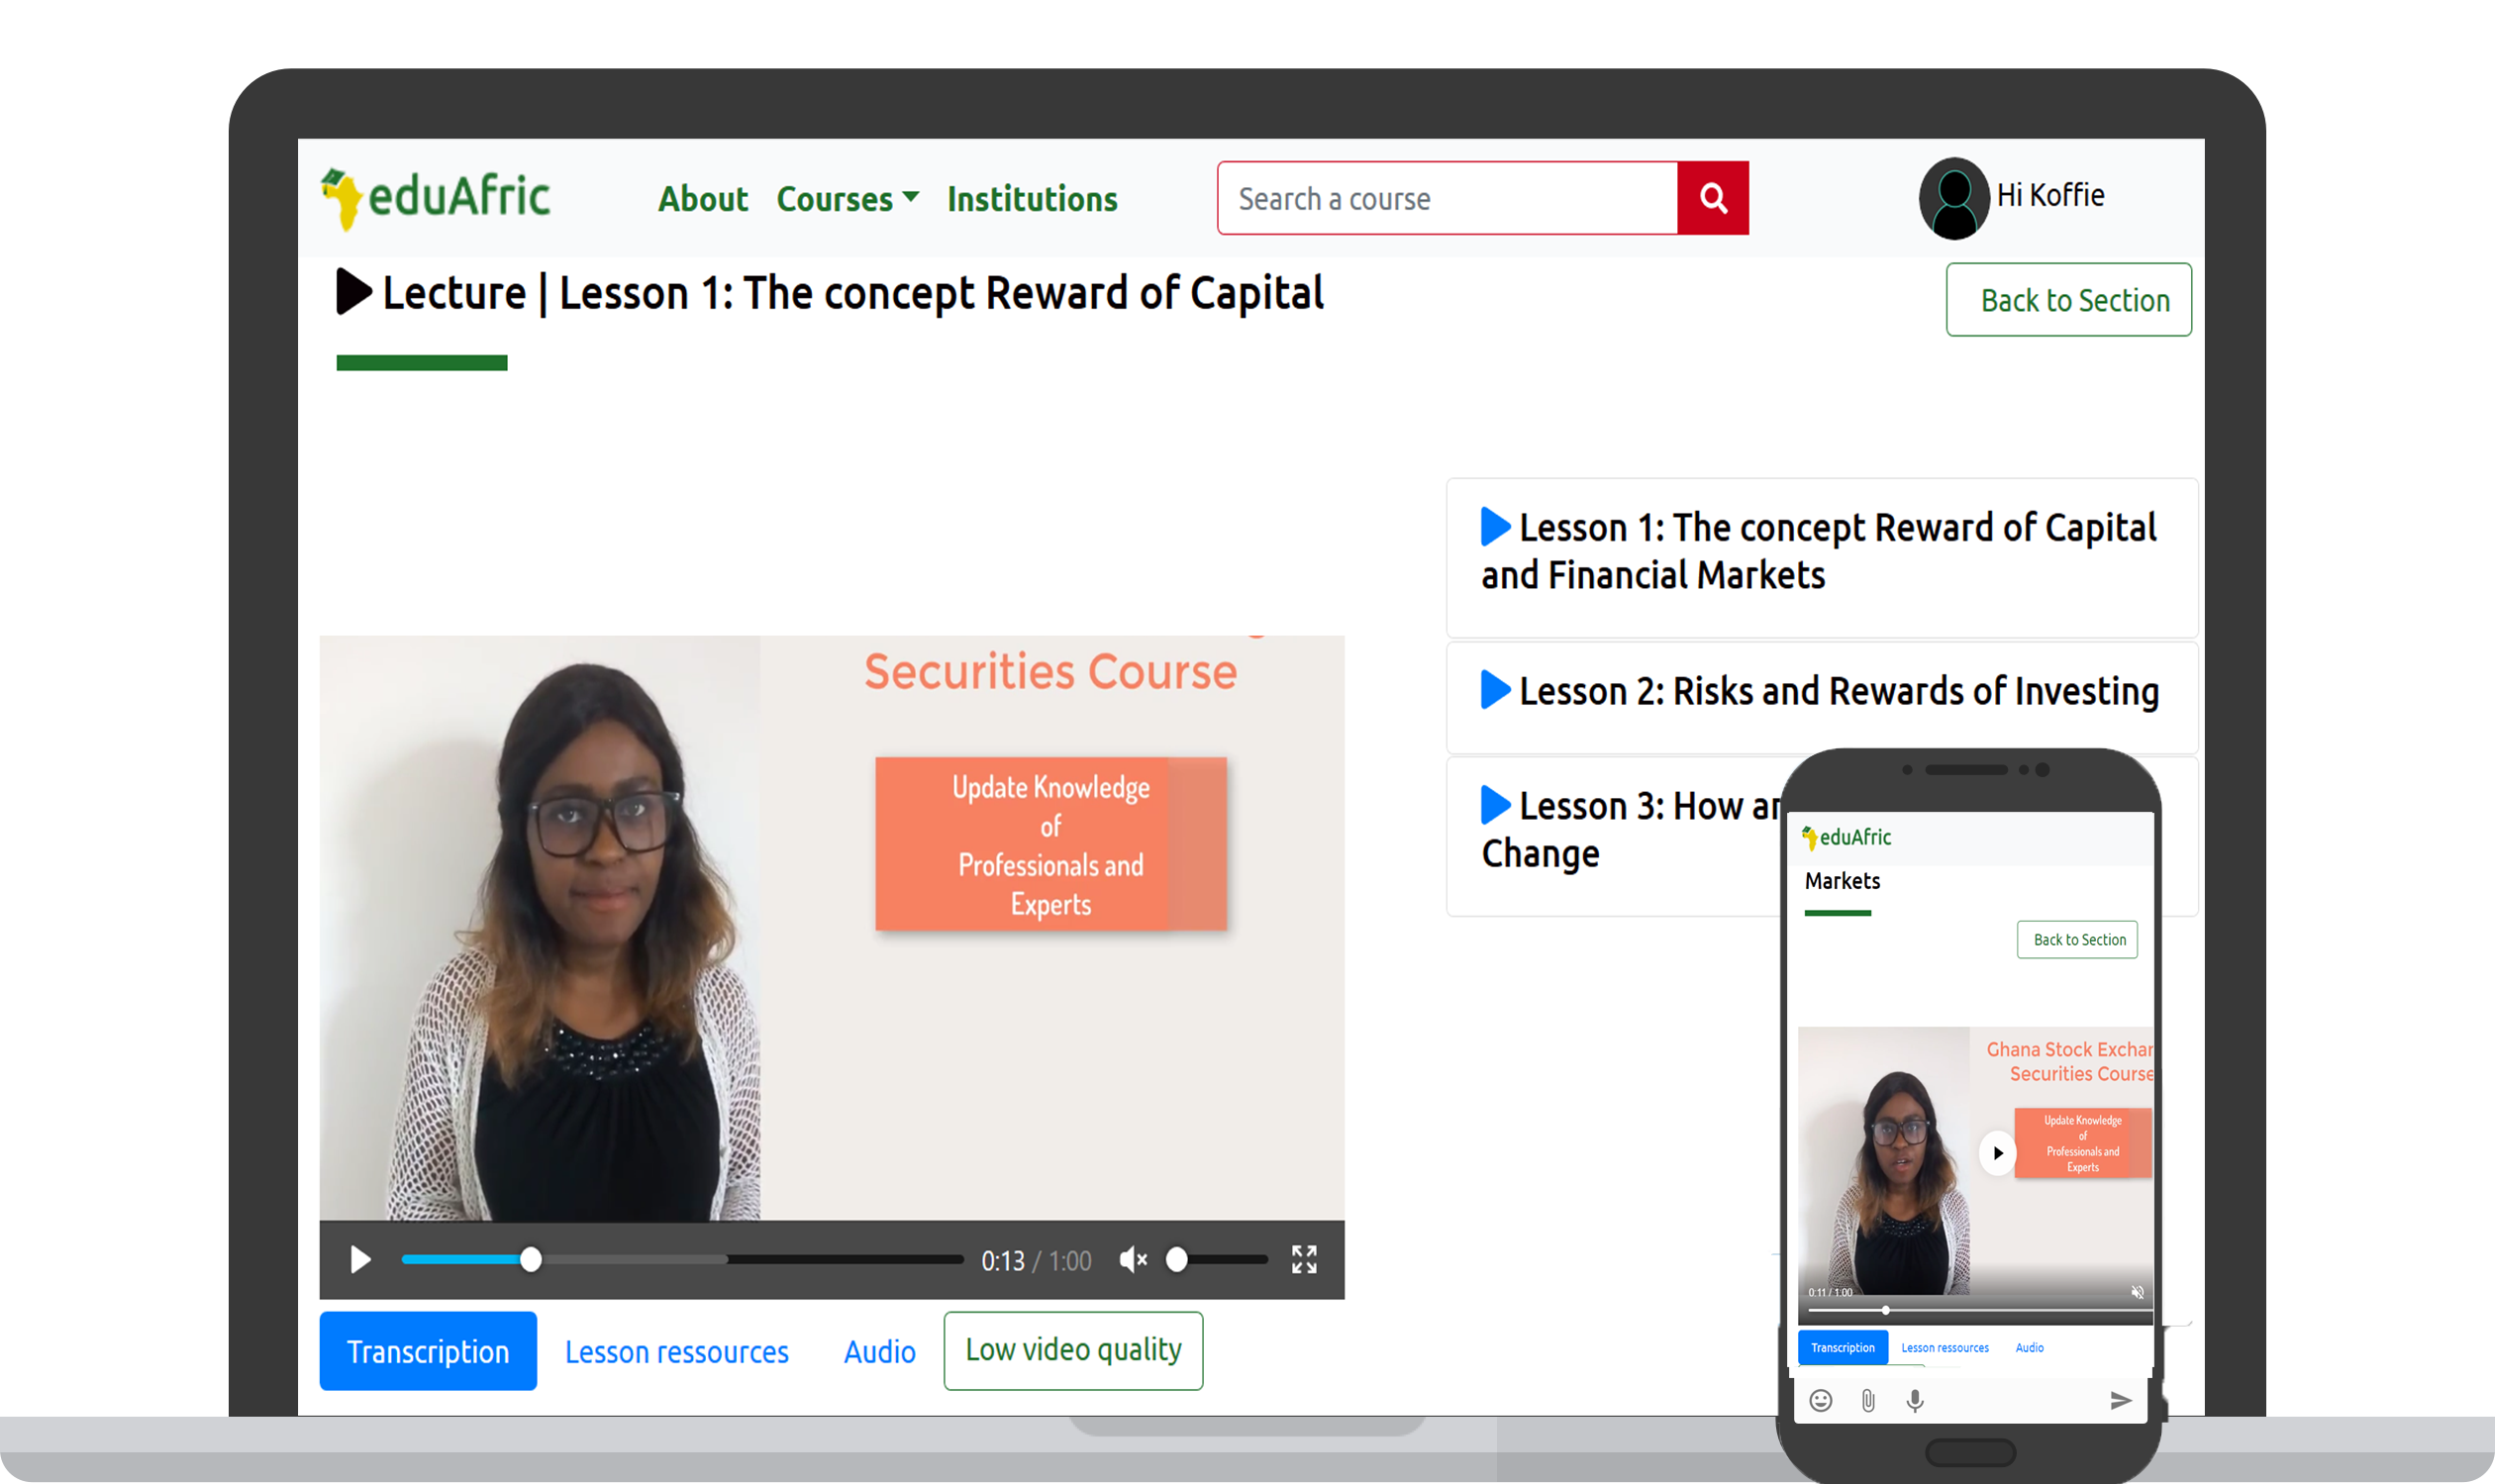 eduAfric
About Courses Institutions
Search a course
Hi Koffie
Lecture | Lesson 1: The concept Reward of Capital
Back to Section
Securities Course
Update Knowledge
of
Professionals and
Experts
0:13 / 1:00
Transcription Lesson ressources Audio Low video quality
Lesson 1: The concept Reward of Capital
and Financial Markets
Lesson 2: Risks and Rewards of Investing
Lesson 3: How
Change
eduAfric
Markets
Back to Section
Ghana Stock
Securities Course
Update Knowledge
of
Professionals and
Experts
0:11 / 1:00
Transcription Lesson ressources Audio